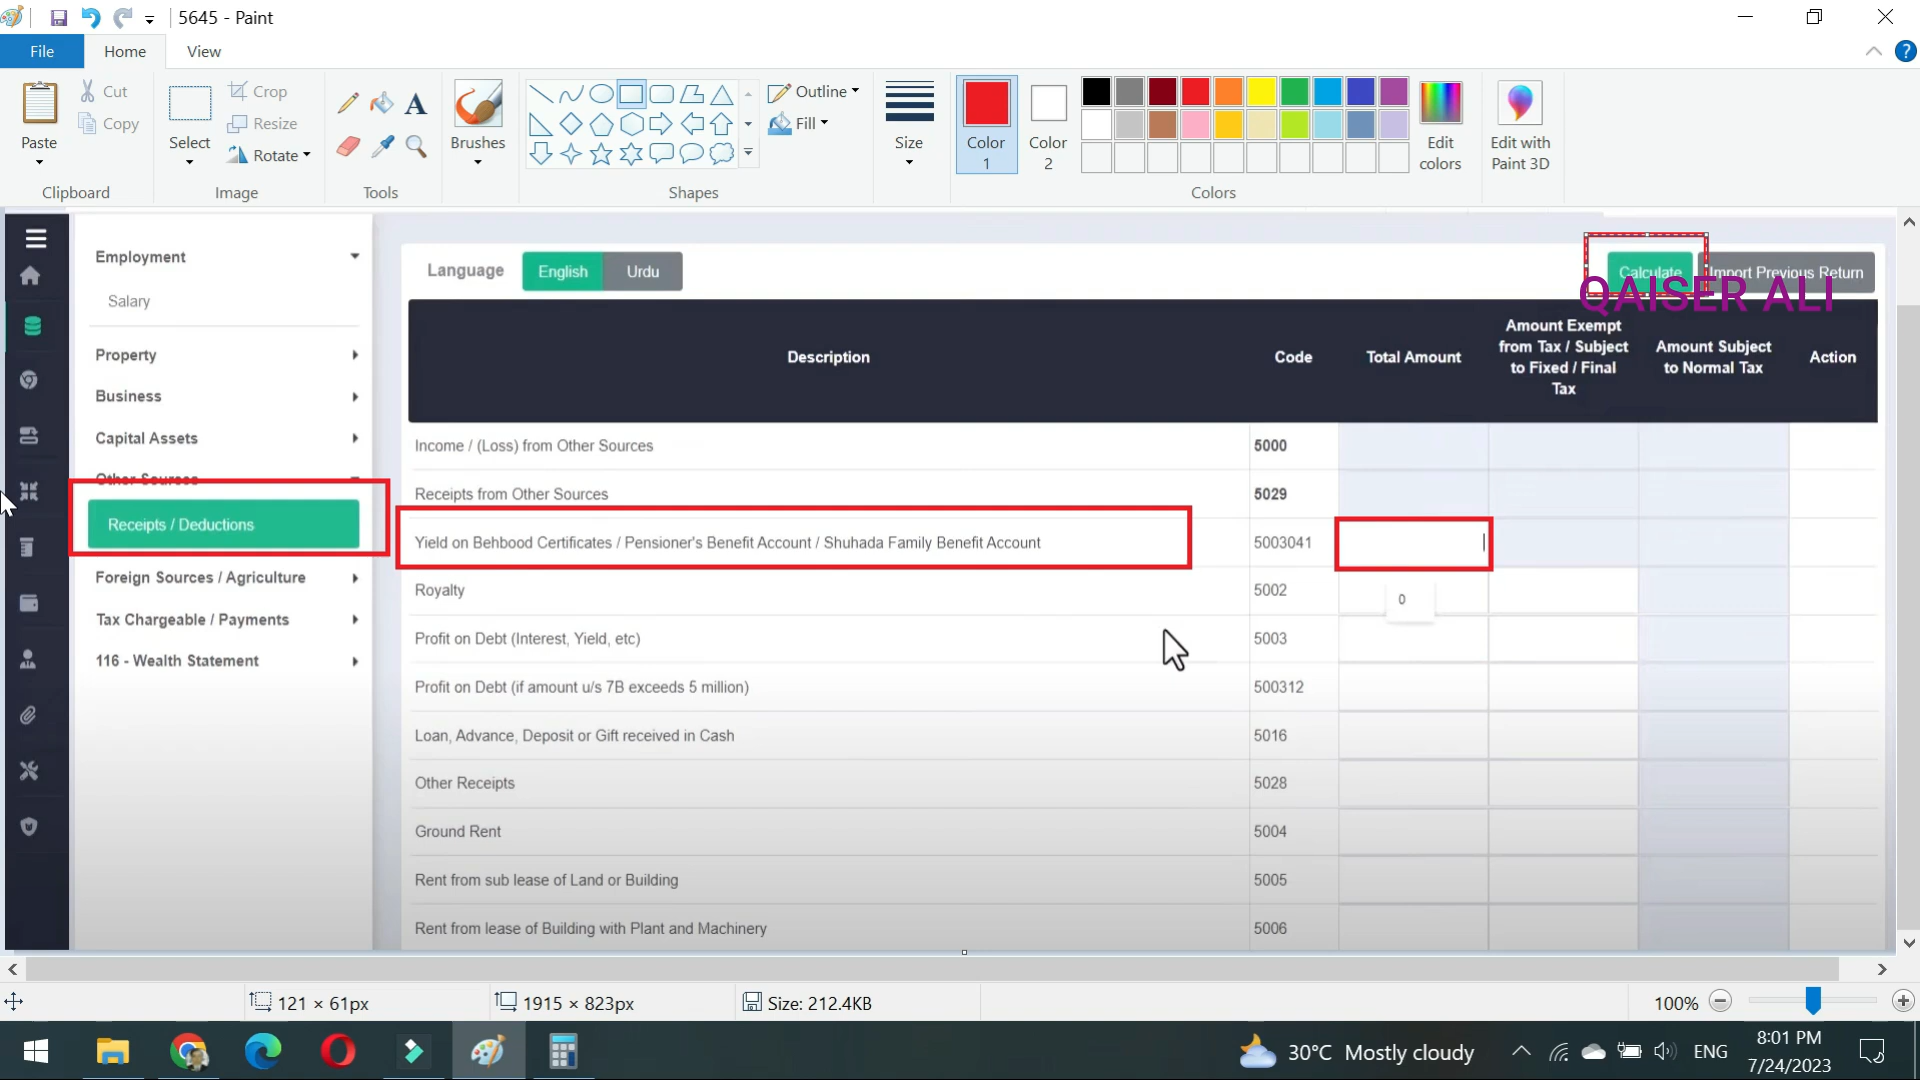 5645 - Paint
File
Home
View
Paste
Cut
Copy
Clipboard
Select
Crop
Resize
Rotate
Image
A
Tools
Brushes
Shapes
Outline
Fill
Size
Color
1
Color
2
Colors
Edit
colors
Edit with
Paint 3D
Employment
Salary
Property
Business
Capital Assets
Other Sources
Receipts / Deductions
Foreign Sources / Agriculture
Tax Chargeable / Payments
116 - Wealth Statement
Language
English
Urdu
Calculate
Import Previous Return
QAISER ALI
Description
Code
Total Amount
Amount Exempt
from Tax / Subject
to Fixed / Final
Tax
Amount Subject
to Normal Tax
Action
Income / (Loss) from Other Sources 5000
Receipts from Other Sources 5029
Yield on Behbood Certificates / Pensioner's Benefit Account / Shuhada Family Benefit Account 5003041
Royalty 5002
0
Profit on Debt (Interest, Yield, etc) 5003
Profit on Debt (if amount u/s 7B exceeds 5 million) 500312
Loan, Advance, Deposit or Gift received in Cash 5016
Other Receipts 5028
Ground Rent 5004
Rent from sub lease of Land or Building 5005
Rent from lease of Building with Plant and Machinery 5006
121 × 61px
1915 × 823px
Size: 212.4KB
100%
30°C Mostly cloudy
ENG
8:01 PM
7/24/2023